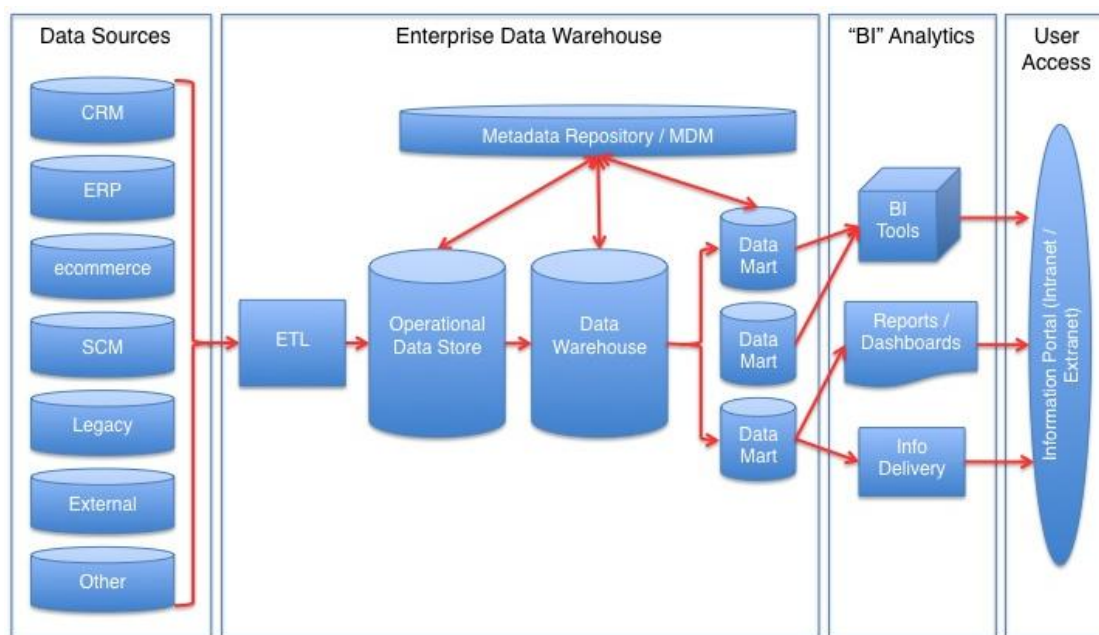 Data Sources
CRM
ERP
ecommerce
SCM
Legacy
External
Other
Enterprise Data Warehouse
Metadata Repository / MDM
ETL
Operational
Data Store
Data
Warehouse
Data
Mart
Data
Mart
Data
Mart
“BI” Analytics
BI
Tools
Reports /
Dashboards
Info
Delivery
User
Access
Information Portal (Intranet /
Extranet)